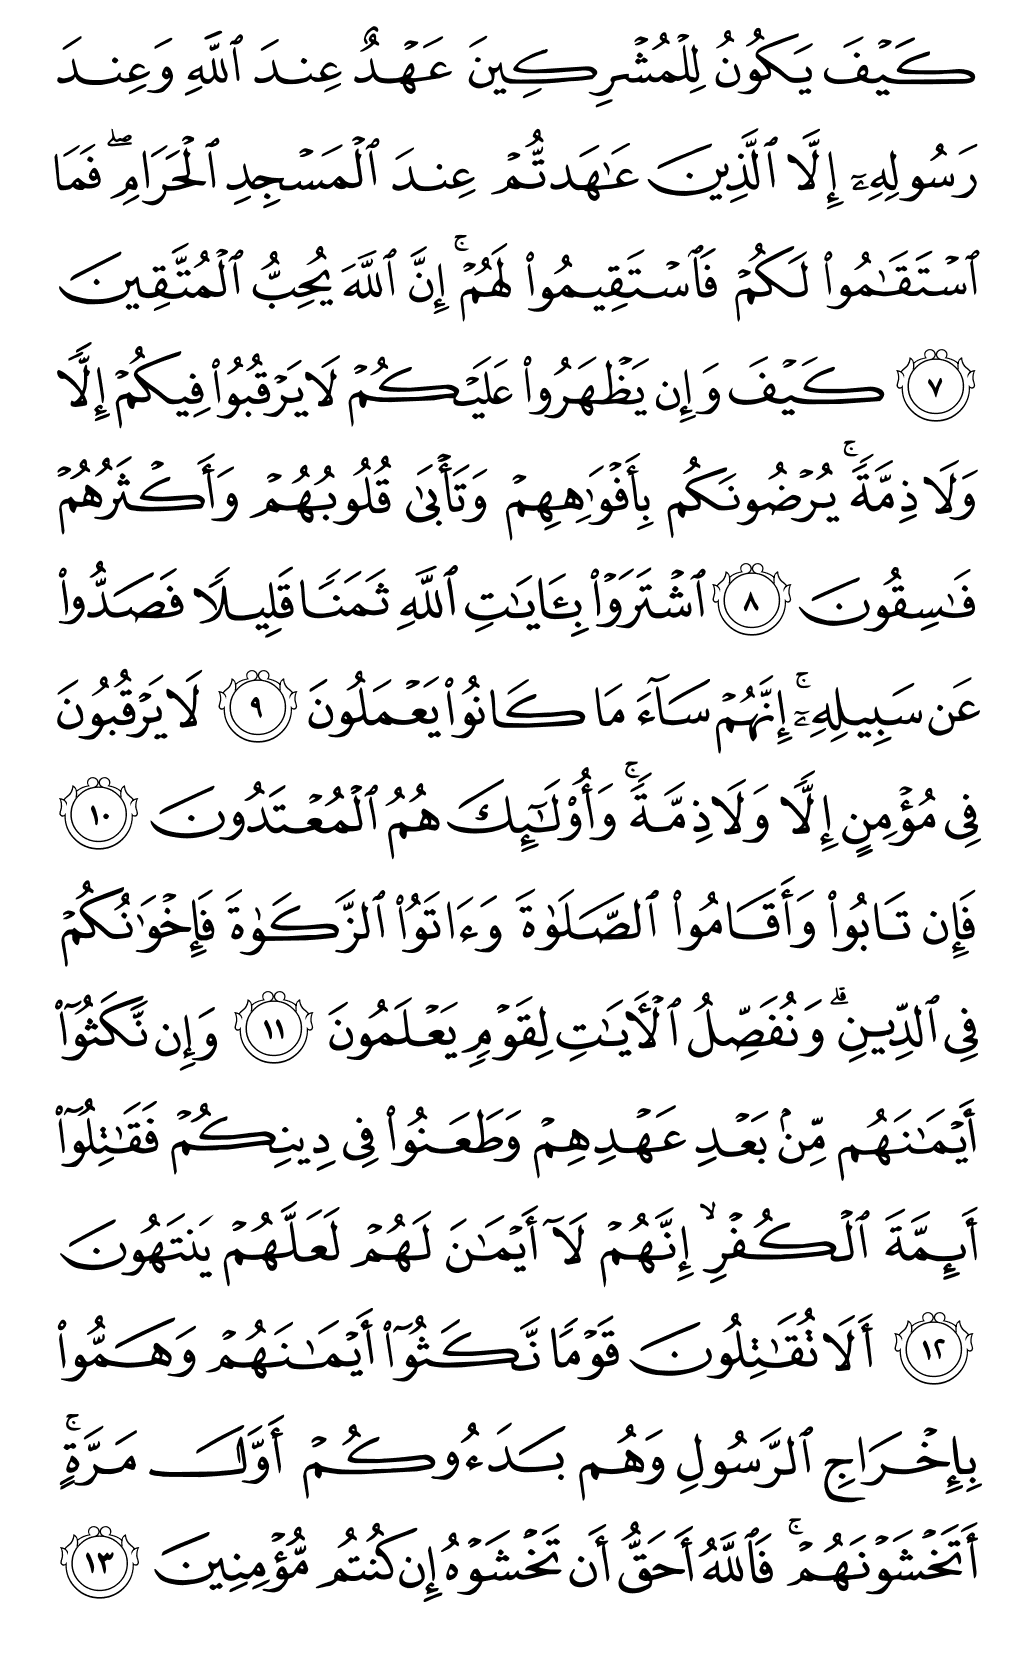 كَيۡفَ يَكُونُ لِلۡمُشۡرِكِينَ عَهۡدٌ عِندَ ٱللَّهِ وَعِندَ
رَسُولِهِۦٓ إِلَّا ٱلَّذِينَ عَٰهَدتُّمۡ عِندَ ٱلۡمَسۡجِدِ ٱلۡحَرَامِۖ فَمَا
ٱسۡتَقَٰمُواْ لَكُمۡ فَٱسۡتَقِيمُواْ لَهُمۡۚ إِنَّ ٱللَّهَ يُحِبُّ ٱلۡمُتَّقِينَ
٧ كَيۡفَ وَإِن يَظۡهَرُواْ عَلَيۡكُمۡ لَا يَرۡقُبُواْ فِيكُمۡ إِلّٗا
وَلَا ذِمَّةٗۚ يُرۡضُونَكُم بِأَفۡوَٰهِهِمۡ وَتَأۡبَىٰ قُلُوبُهُمۡ وَأَكۡثَرُهُمۡ
فَٰسِقُونَ ٨ ٱشۡتَرَوۡاْ بِـَٔايَٰتِ ٱللَّهِ ثَمَنٗا قَلِيلٗا فَصَدُّواْ
عَن سَبِيلِهِۦٓۚ إِنَّهُمۡ سَآءَ مَا كَانُواْ يَعۡمَلُونَ ٩ لَا يَرۡقُبُونَ
فِي مُؤۡمِنٍ إِلّٗا وَلَا ذِمَّةٗۚ وَأُوْلَٰٓئِكَ هُمُ ٱلۡمُعۡتَدُونَ ١٠
فَإِن تَابُواْ وَأَقَامُواْ ٱلصَّلَوٰةَ وَءَاتَوُاْ ٱلزَّكَوٰةَ فَإِخۡوَٰنُكُمۡ
فِي ٱلدِّينِۗ وَنُفَصِّلُ ٱلۡأٓيَٰتِ لِقَوۡمٖ يَعۡلَمُونَ ١١ وَإِن نَّكَثُوٓاْ
أَيۡمَٰنَهُم مِّنۢ بَعۡدِ عَهۡدِهِمۡ وَطَعَنُواْ فِي دِينِكُمۡ فَقَٰتِلُوٓاْ
أَئِمَّةَ ٱلۡكُفۡرِۙ إِنَّهُمۡ لَآ أَيۡمَٰنَ لَهُمۡ لَعَلَّهُمۡ يَنتَهُونَ
١٢ أَلَا تُقَٰتِلُونَ قَوۡمٗا نَّكَثُوٓاْ أَيۡمَٰنَهُمۡ وَهَمُّواْ
بِإِخۡرَاجِ ٱلرَّسُولِ وَهُم بَدَءُوكُمۡ أَوَّلَ مَرَّةٍۚ
أَتَخۡشَوۡنَهُمۡۚ فَٱللَّهُ أَحَقُّ أَن تَخۡشَوۡهُ إِن كُنتُم مُّؤۡمِنِينَ ١٣